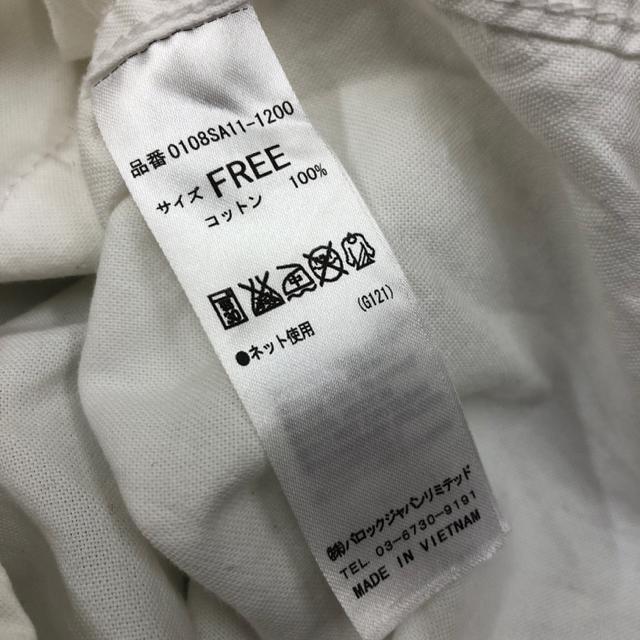 品番 0108SA11-1200
サイズ FREE
コットン 100%
(G121)
●ネット使用
㈱バロックジャパンリミテッド
TEL 03-6730-9191
MADE IN VIETNAM